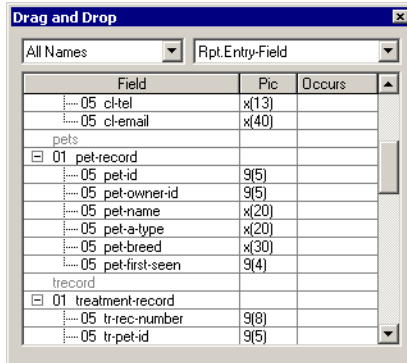 Drag and Drop
All Names Rpt.Entry-Field
Field Pic Occurs
05 cl-tel x(13)
05 cl-email x(40)
pets
01 pet-record
05 pet-id 9(5)
05 pet-owner-id 9(5)
05 pet-name x(20)
05 pet-a-type x(20)
05 pet-breed x(30)
05 pet-first-seen 9(4)
trecord
01 treatment-record
05 tr-rec-number 9(8)
05 tr-pet-id 9(5)